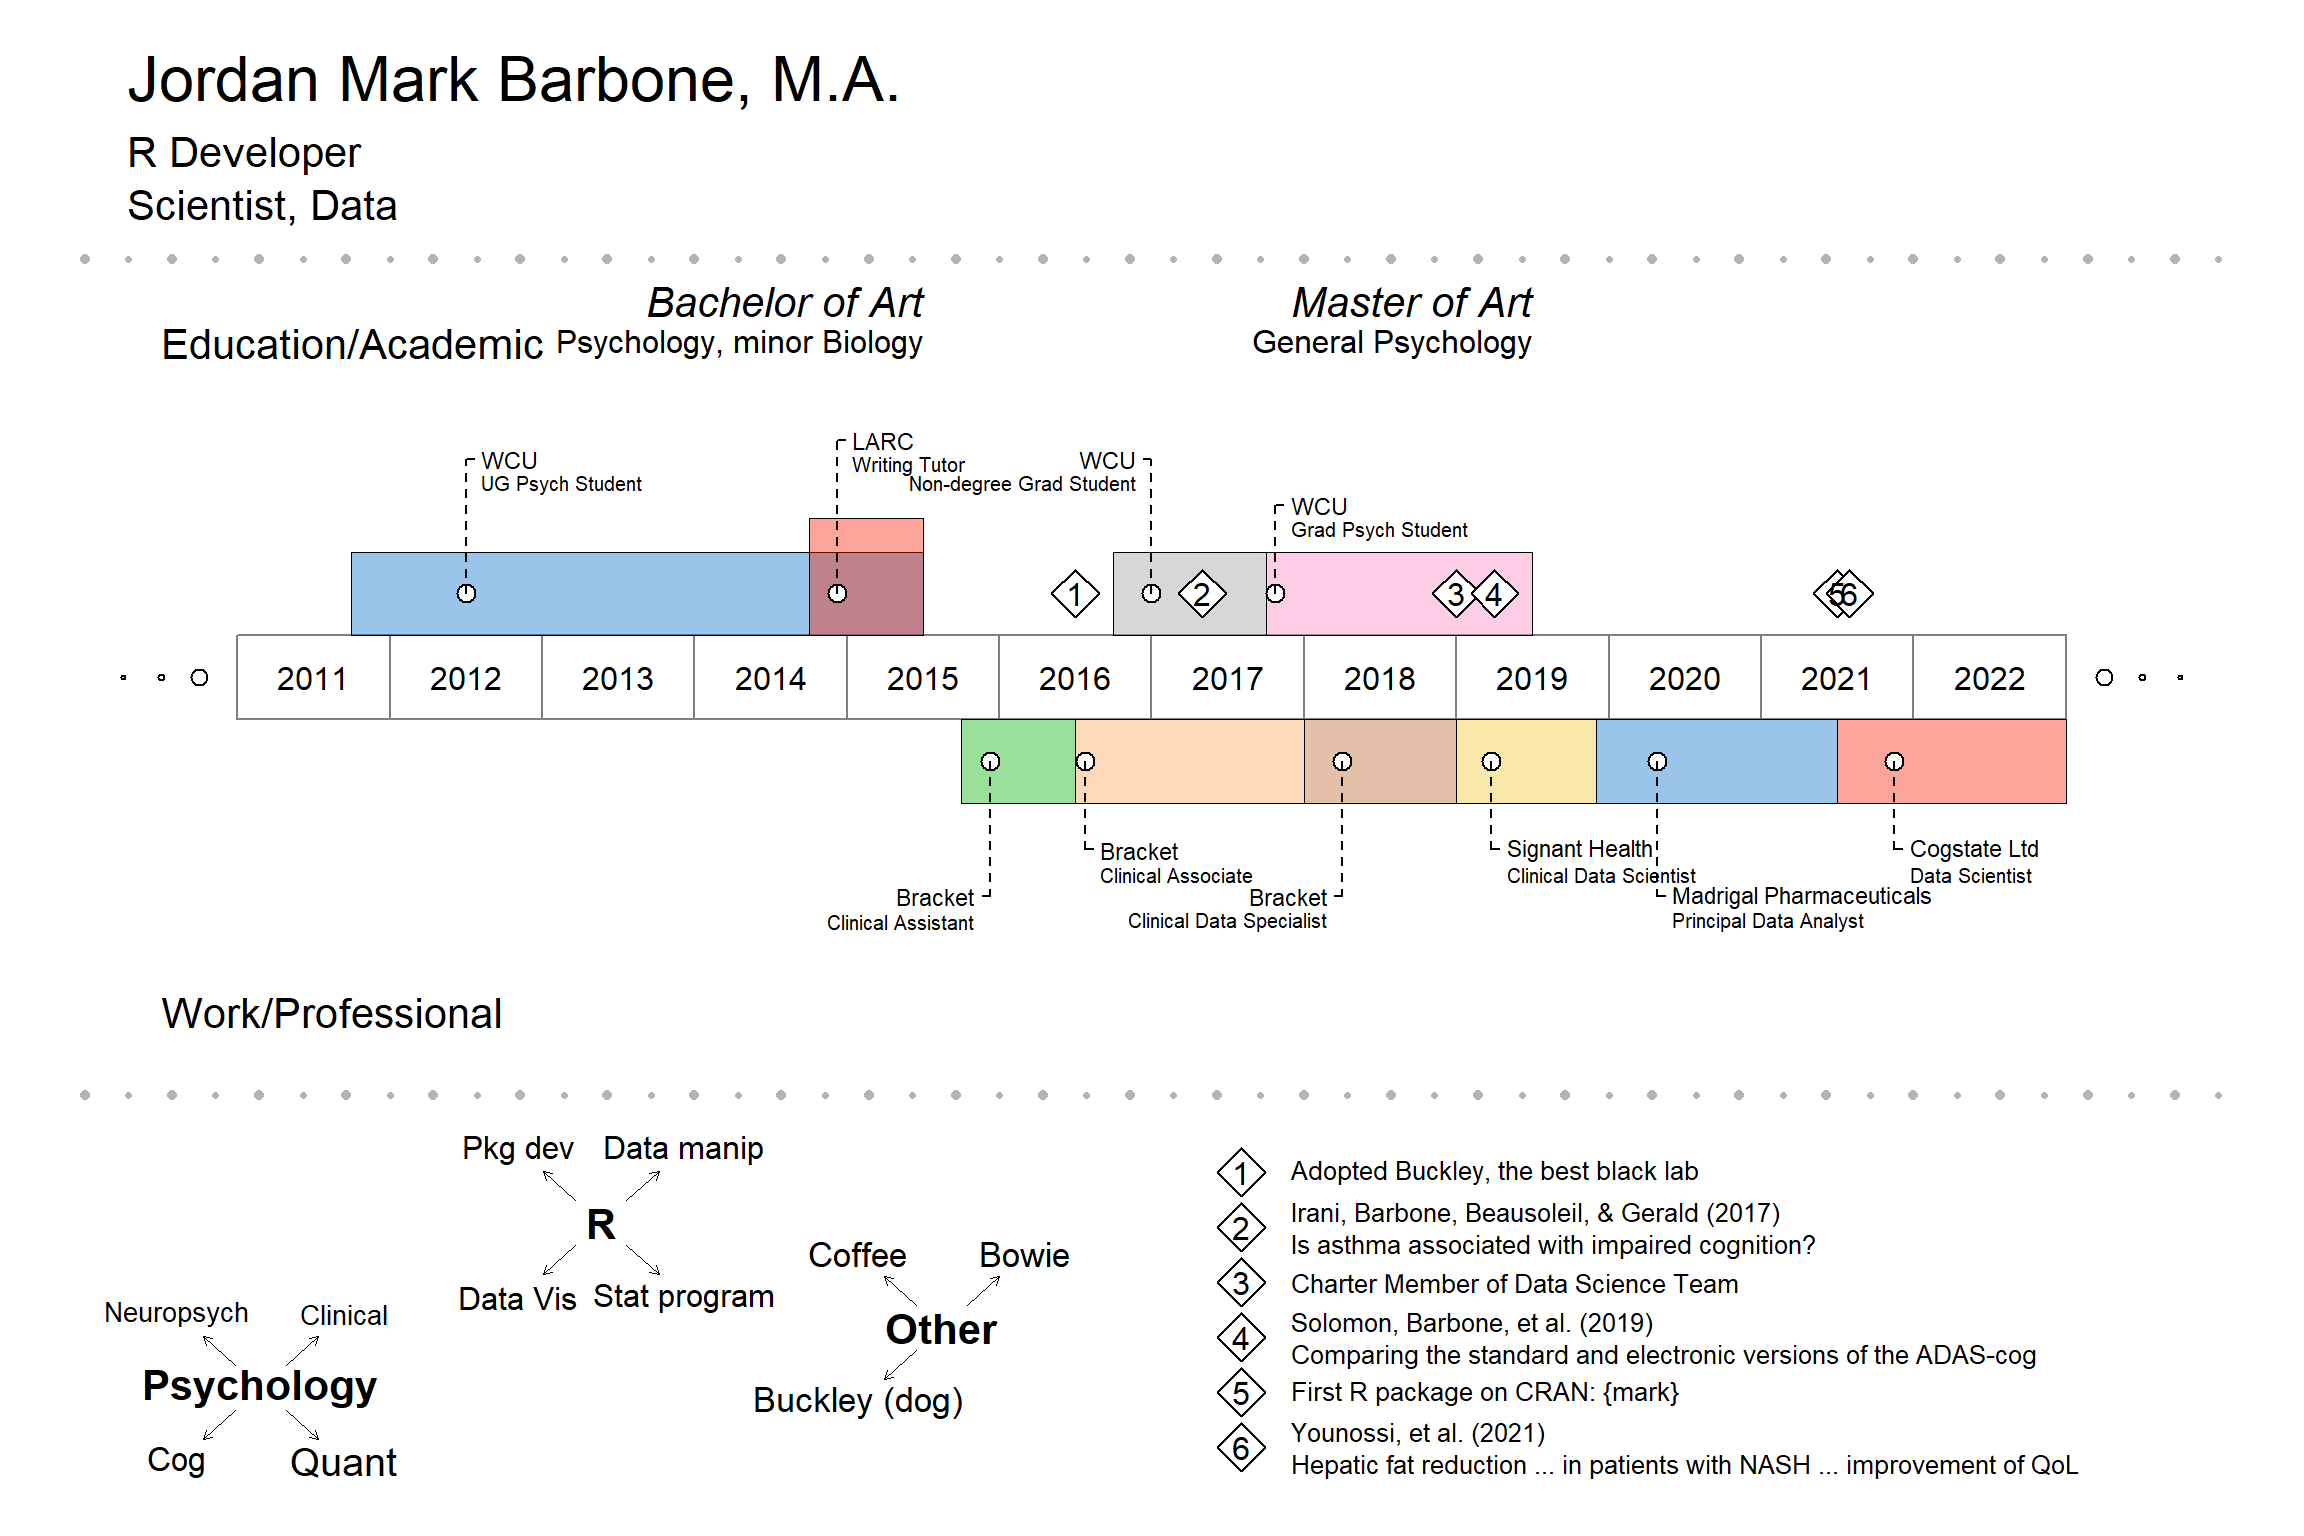 Jordan Mark Barbone, M.A.
R Developer
Scientist, Data
Bachelor of Art
Master of Art
Education/Academic
Psychology, minor Biology
General Psychology
LARC
Writing Tutor
WCU
UG Psych Student
WCU
Non-degree Grad Student
WCU
Grad Psych Student
1
2
3
4
5
6
2011
2012
2013
2014
2015
2016
2017
2018
2019
2020
2021
2022
Bracket
Clinical Assistant
Bracket
Clinical Associate
Bracket
Clinical Data Specialist
Signant Health
Clinical Data Scientist
Madrigal Pharmaceuticals
Principal Data Analyst
Cogstate Ltd
Data Scientist
Work/Professional
Pkg dev
Data manip
R
Data Vis
Stat program
Coffee
Bowie
Other
Buckley (dog)
Neuropsych
Clinical
Psychology
Cog
Quant
1 Adopted Buckley, the best black lab
2 Irani, Barbone, Beausoleil, & Gerald (2017)
Is asthma associated with impaired cognition?
3 Charter Member of Data Science Team
4 Solomon, Barbone, et al. (2019)
Comparing the standard and electronic versions of the ADAS-cog
5 First R package on CRAN: {mark}
6 Younossi, et al. (2021)
Hepatic fat reduction ... in patients with NASH ... improvement of QoL